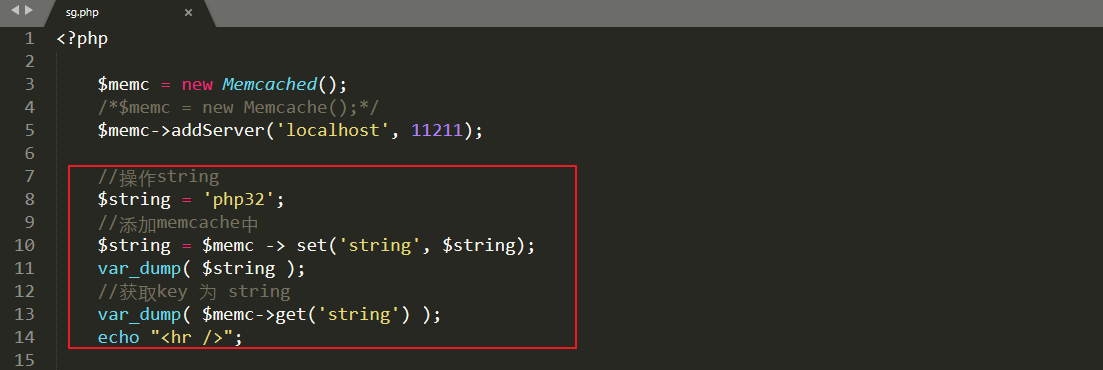 sg.php ×
1 <?php
2
3 $memc = new Memcached();
4 /*$memc = new Memcache();*/
5 $memc->addServer('localhost', 11211);
6
7 //操作string
8 $string = 'php32';
9 //添加memcache中
10 $string = $memc -> set('string', $string);
11 var_dump( $string );
12 //获取key 为 string
13 var_dump( $memc->get('string') );
14 echo "<hr />";
15